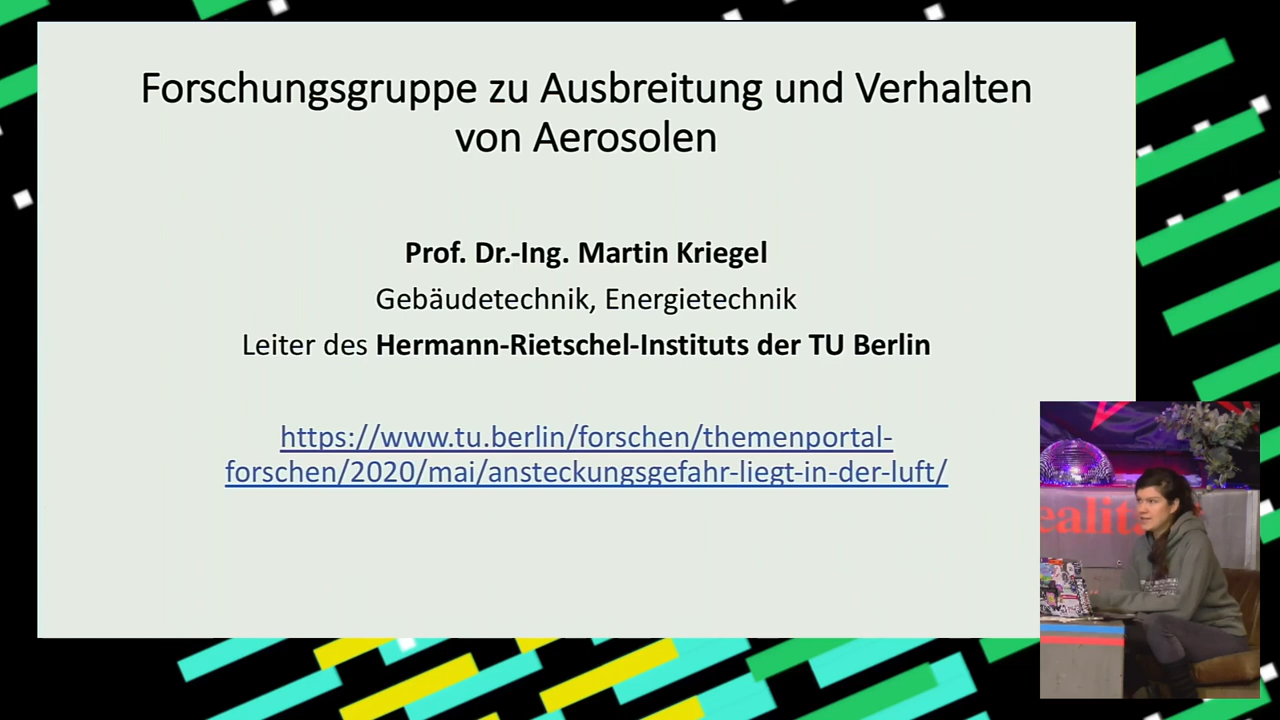 Forschungsgruppe zu Ausbreitung und Verhalten
von Aerosolen
Prof. Dr.-Ing. Martin Kriegel
Gebäudetechnik, Energietechnik
Leiter des Hermann-Rietschel-Instituts der TU Berlin
https://www.tu.berlin/forschen/themenportal-
forschen/2020/mai/ansteckungsgefahr-liegt-in-der-luft/
ealit